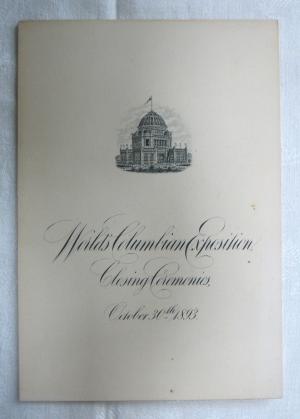 World's Columbian Exposition,
Closing Ceremonies,
October 30th 1893.